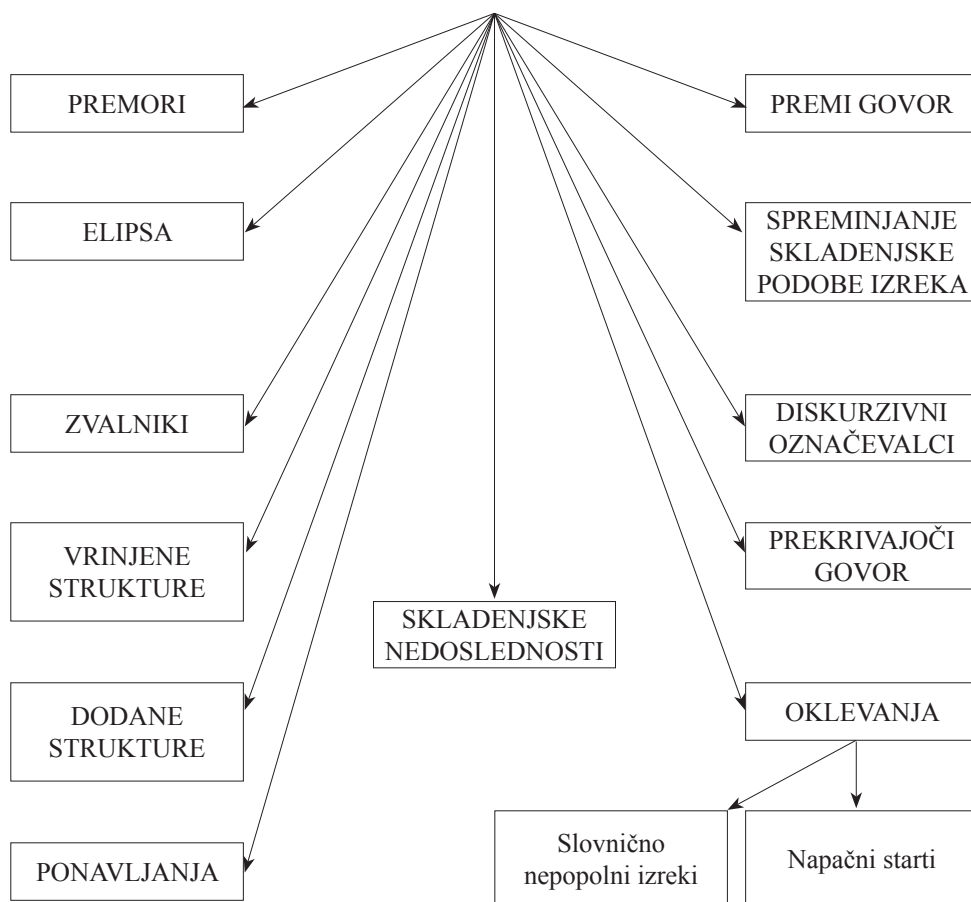 PREMORI
PREMI GOVOR
ELIPSA
SPREMINJANJE
SKLADENJSKE
PODOBE IZREKA
ZVALNIKI
DISKURZIVNI
OZNAČEVALCI
VRINJENE
STRUKTURE
PREKRIVAJOČI
GOVOR
SKLADENJSKE
NEDOSLEDNOSTI
DODANE
STRUKTURE
OKLEVANJA
PONAVLJANJA
Slovnično
nepopolni izreki
Napačni starti